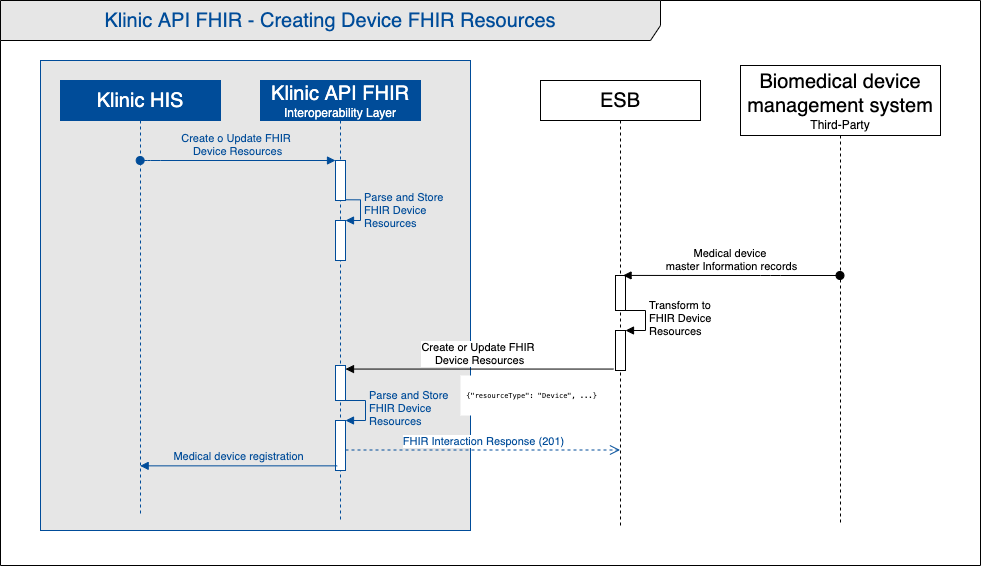 Klinic API FHIR - Creating Device FHIR Resources
Klinic HIS
Klinic API FHIR
Interoperability Layer
ESB
Biomedical device
management system
Third-Party
Create o Update FHIR
Device Resources
Parse and Store
FHIR Device
Resources
Medical device
master Information records
Transform to
FHIR Device
Resources
Create or Update FHIR
Device Resources
{"resourceType": "Device", ...}
Parse and Store
FHIR Device
Resources
FHIR Interaction Response (201)
Medical device registration